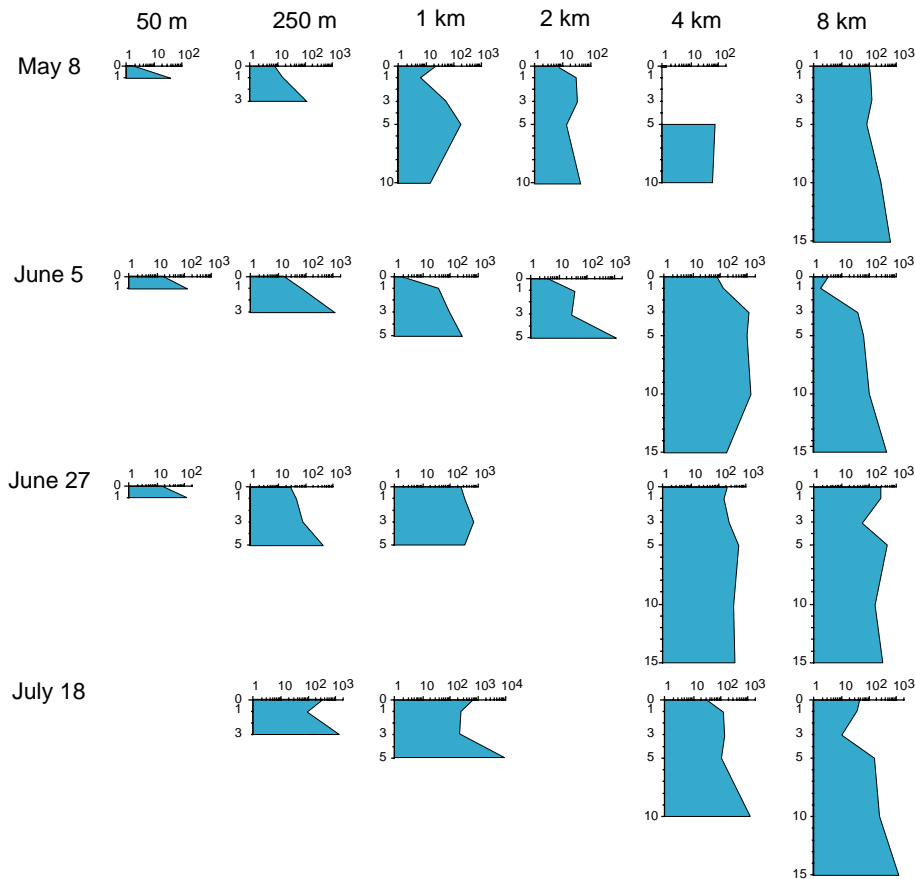 50 m 250 m 1 km 2 km 4 km 8 km
May 8
1 10 10² 0 1
1 10 10² 10³ 0 1 3
1 10 10² 10³ 0 1 3 5 10
1 10 10² 0 1 3 5 10
1 10 10² 0 1 3 5 10
1 10 10² 10³ 0 1 3 5 10 15
June 5
1 10 10² 10³ 0 1
1 10 10² 10³ 0 1 3
1 10 10² 10³ 0 1 3 5
1 10 10² 10³ 0 1 3 5
1 10 10² 10³ 0 1 3 5 10 15
1 10 10² 10³ 0 1 3 5 10 15
June 27
1 10 10² 0 1
1 10 10² 10³ 0 1 3 5
1 10 10² 10³ 0 1 3 5
1 10 10² 10³ 0 1 3 5 10 15
1 10 10² 10³ 0 1 3 5 10 15
July 18
1 10 10² 10³ 0 1 3
1 10 10² 10³ 10⁴ 0 1 3 5
1 10 10² 10³ 0 1 3 5 10
1 10 10² 10³ 10⁴ 0 1 3 5 10 15